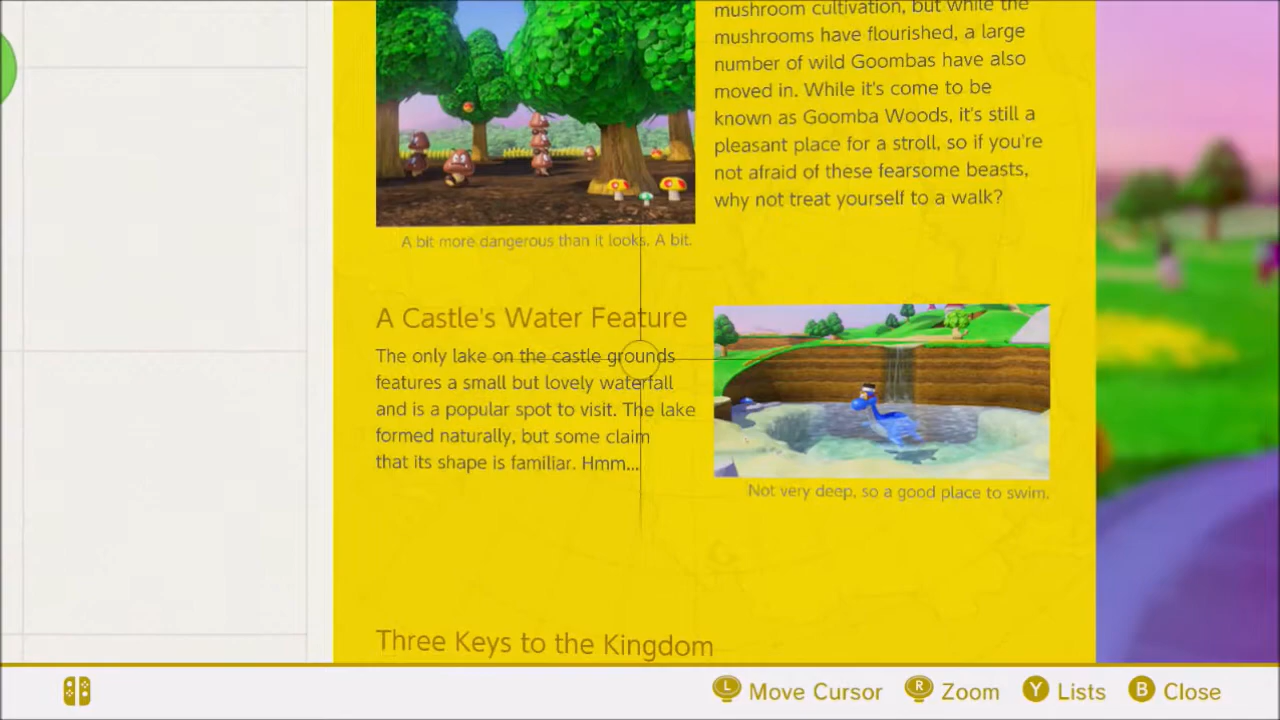 mushroom cultivation, but while the
mushrooms have flourished, a large
number of wild Goombas have also
moved in. While it's come to be
known as Goomba Woods, it's still a
pleasant place for a stroll, so if you're
not afraid of these fearsome beasts,
why not treat yourself to a walk?
A bit more dangerous than it looks. A bit.
A Castle's Water Feature
The only lake on the castle grounds
features a small but lovely waterfall
and is a popular spot to visit. The lake
formed naturally, but some claim
that its shape is familiar. Hmm...
Not very deep, so a good place to swim.
Three Keys to the Kingdom
L Move Cursor R Zoom Y Lists B Close